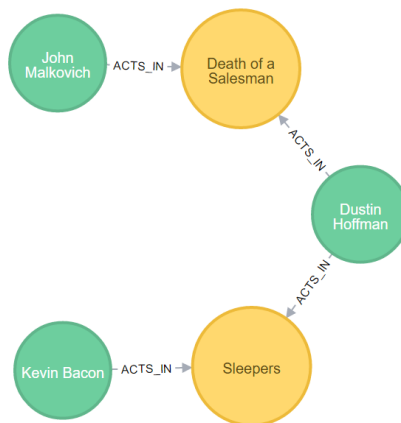 John
Malkovich
ACTS_IN
Death of a
Salesman
ACTS_IN
Dustin
Hoffman
ACTS_IN
Kevin Bacon
ACTS_IN
Sleepers